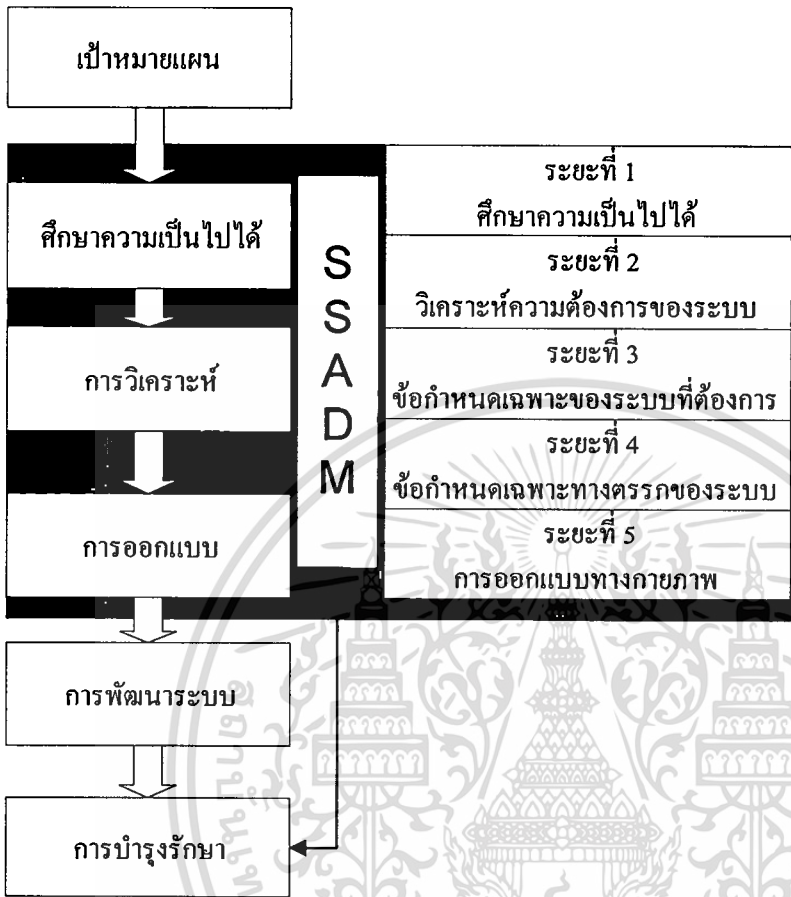 เป้าหมายแผน
ศึกษาความเป็นไปได้
การวิเคราะห์
การออกแบบ
การพัฒนาระบบ
การบำรุงรักษา
S
S
A
D
M
ระยะที่ 1
ศึกษาความเป็นไปได้
ระยะที่ 2
วิเคราะห์ความต้องการของระบบ
ระยะที่ 3
ข้อกำหนดเฉพาะของระบบที่ต้องการ
ระยะที่ 4
ข้อกำหนดเฉพาะทางตรรกของระบบ
ระยะที่ 5
การออกแบบทางกายภาพ